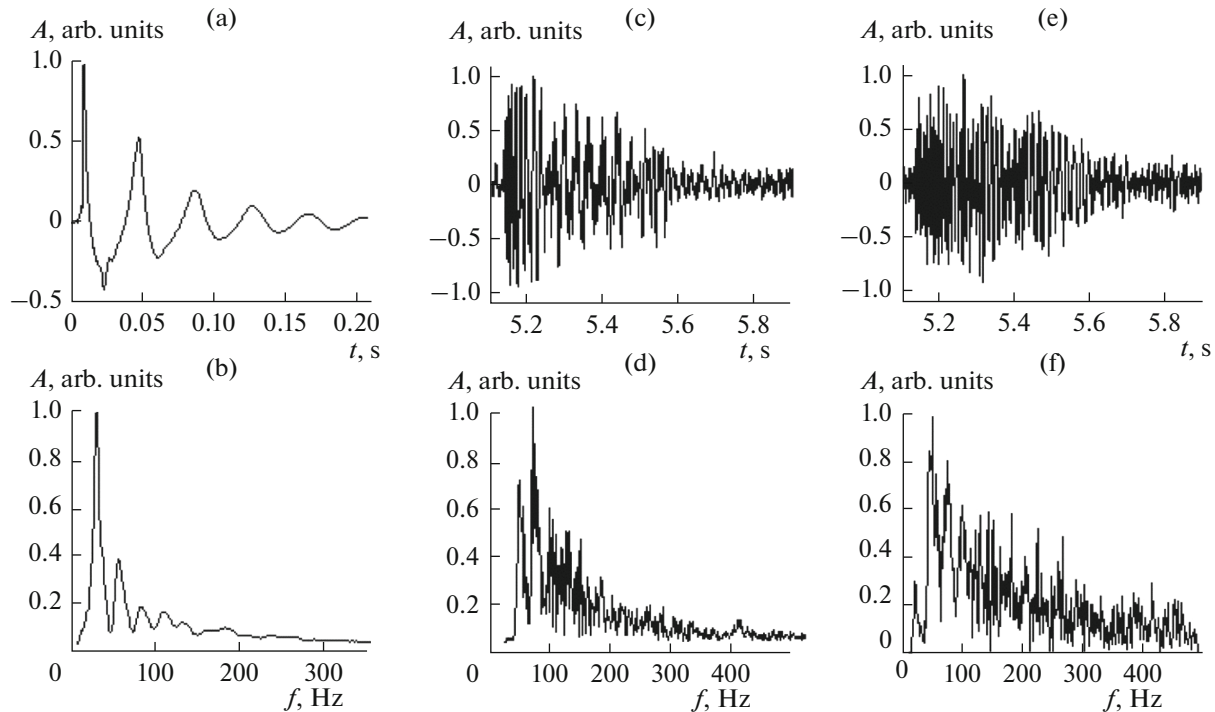 A, arb. units (a)
1.0
0.5
0
−0.5
0 0.05 0.10 0.15 0.20
t, s
A, arb. units (c)
1.0
0.5
0
−0.5
−1.0
5.2 5.4 5.6 5.8
t, s
A, arb. units (e)
1.0
0.5
0
−0.5
−1.0
5.2 5.4 5.6 5.8
t, s
A, arb. units (b)
1.0
0.8
0.6
0.4
0.2
0 100 200 300
f, Hz
A, arb. units (d)
1.0
0.8
0.6
0.4
0.2
0 100 200 300 400
f, Hz
A, arb. units (f)
1.0
0.8
0.6
0.4
0.2
0
0 100 200 300 400
f, Hz